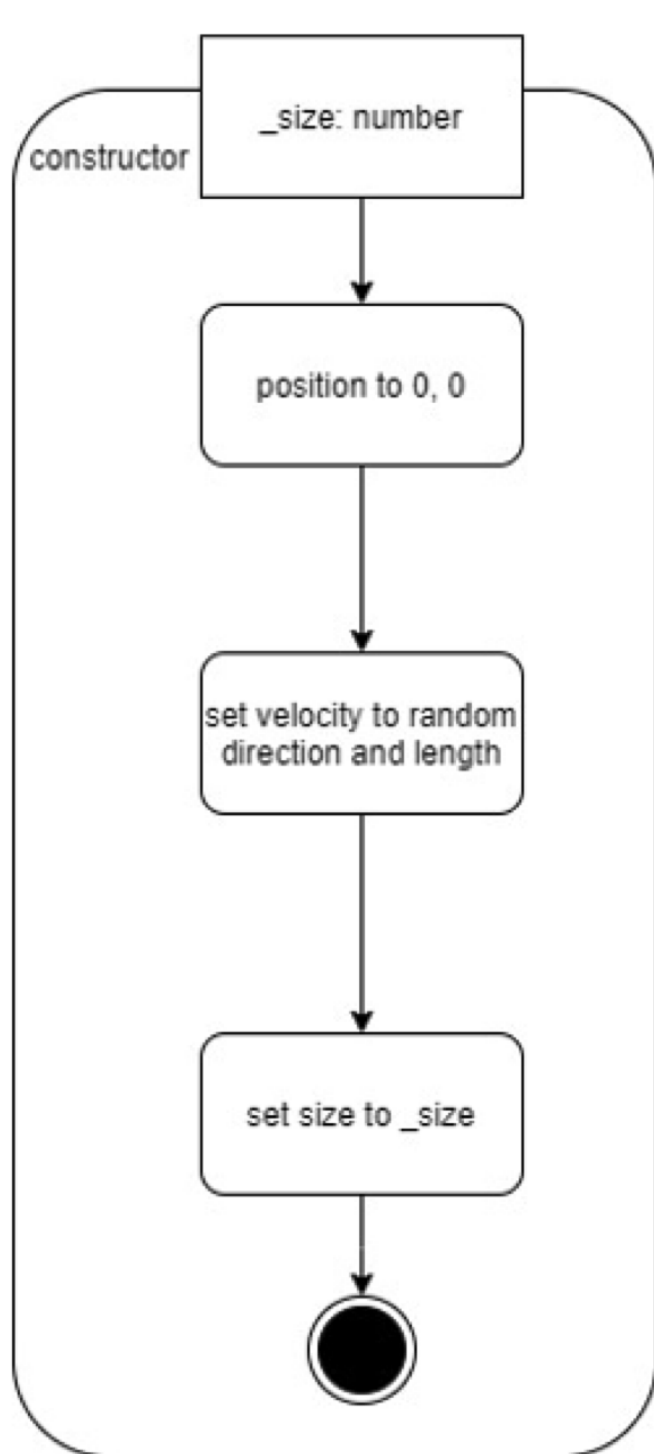 _size: number
constructor
position to 0, 0
set velocity to random
direction and length
set size to _size